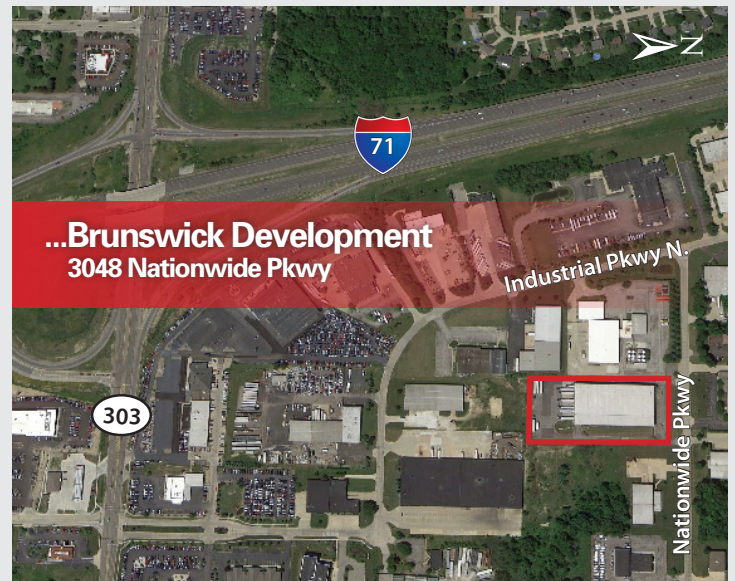 N
71
...Brunswick Development
3048 Nationwide Pkwy
Industrial Pkwy N.
303
Nationwide Pkwy